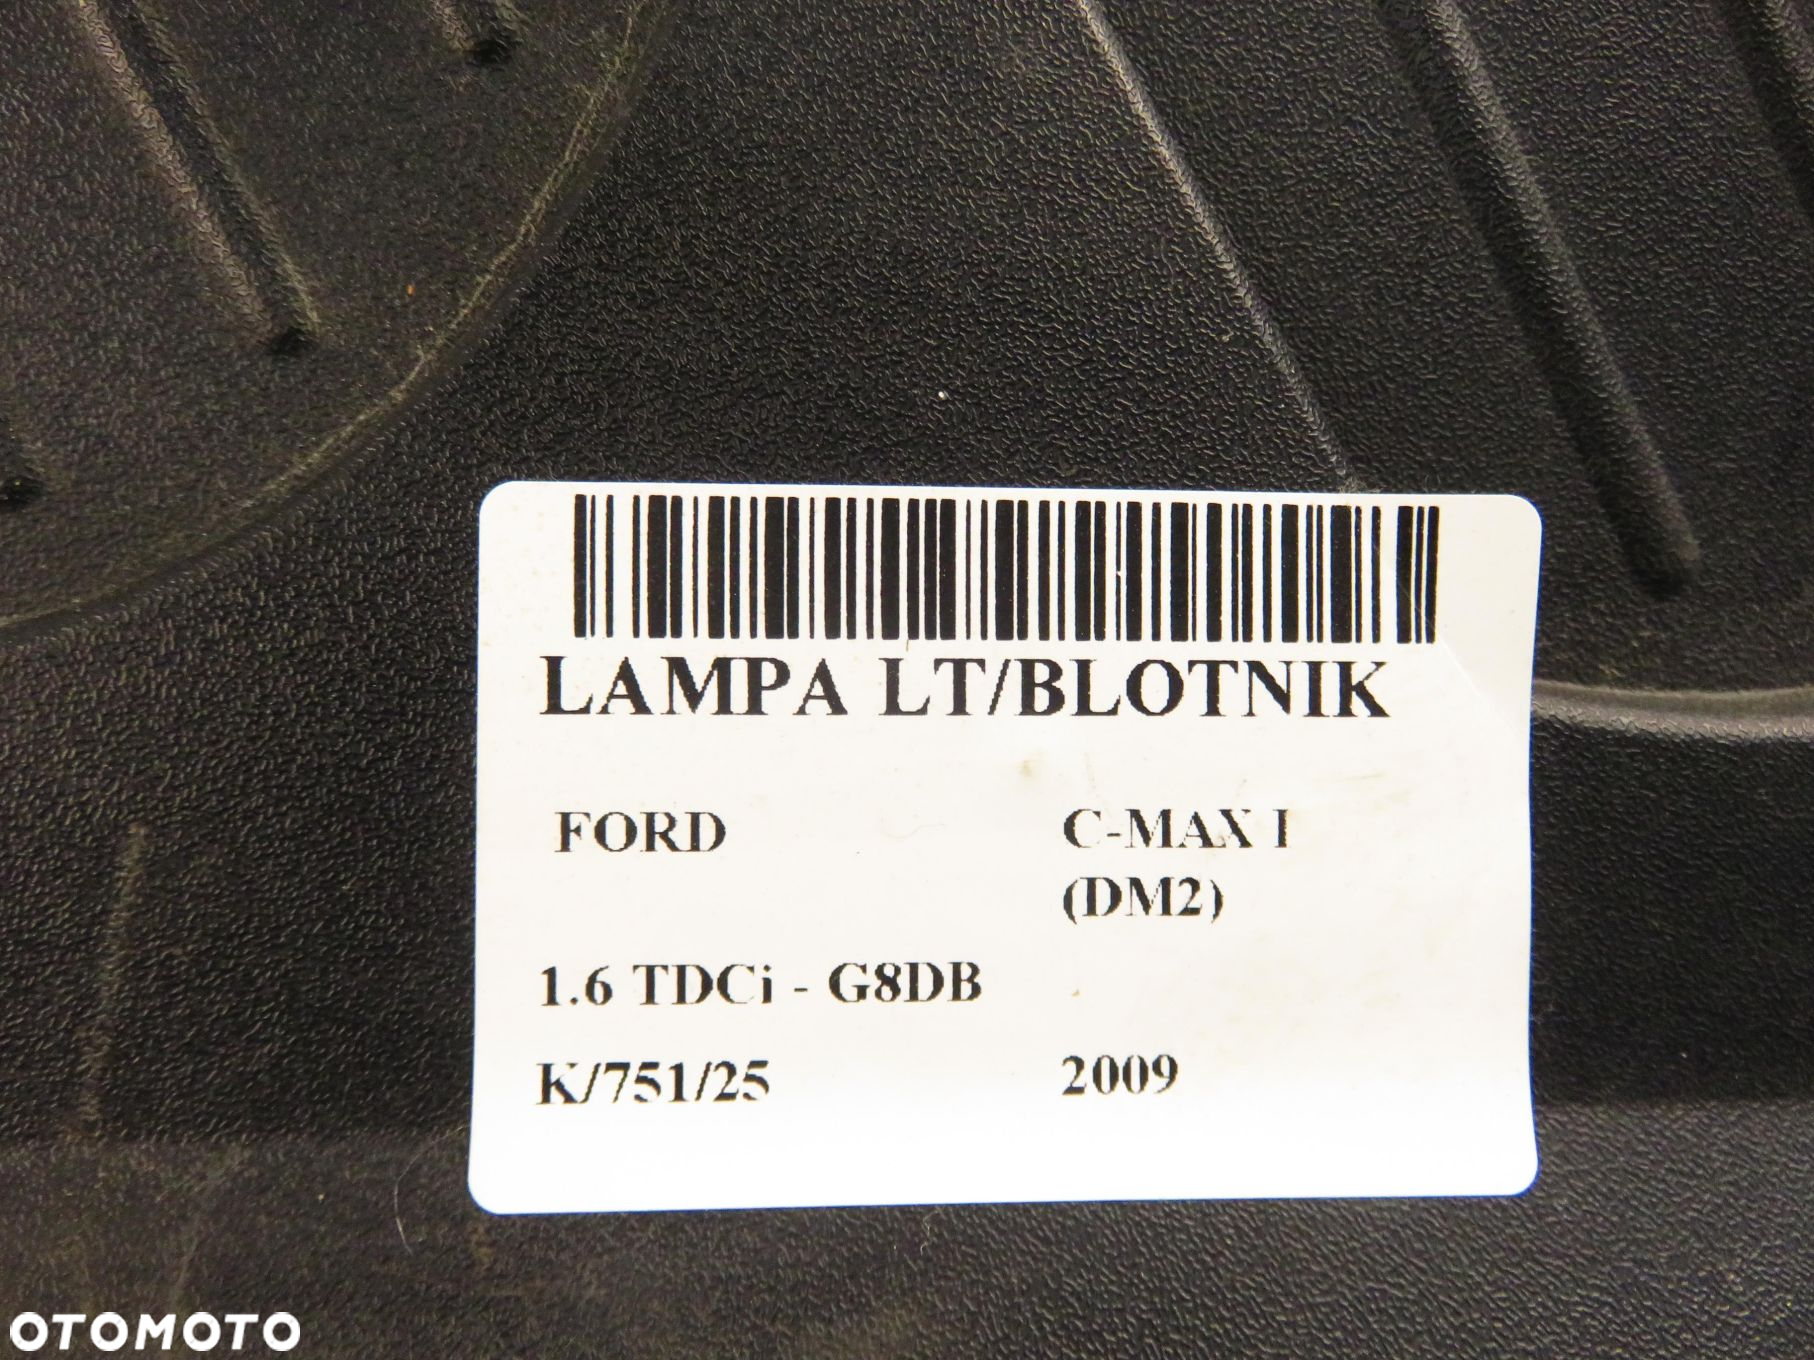 LAMPA LT/BLOTNIK
FORD C-MAX I
(DM2)
1.6 TDCi - G8DB
K/751/25 2009
OTOMOTO